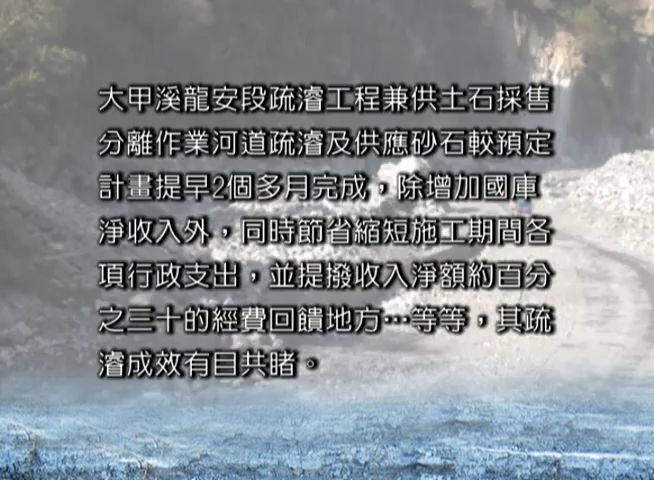 大甲溪龍安段疏濬工程兼供土石採售
分離作業河道疏濬及供應砂石較預定
計畫提早2個多月完成，除增加國庫
淨收入外，同時節省縮短施工期間各
項行政支出，並提撥收入淨額約百分
之三十的經費回饋地方…等等，其疏
濬成效有目共睹。